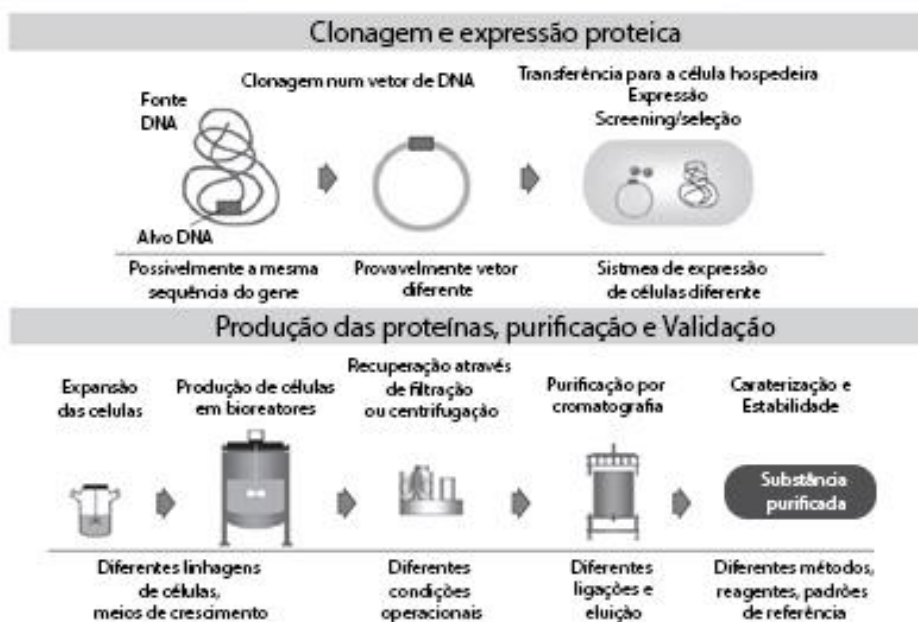 Clonagem e expressão proteica
Fonte
DNA
Clonagem num vetor de DNA
Transferência para a célula hospedeira
Expressão
Screening/seleção
Alvo DNA
Possivelmente a mesma
sequência do gene
Provavelmente vetor
diferente
Sistmea de expressão
de células diferente
Produção das proteínas, purificação e Validação
Expansão
das celulas
Produção de células
em bioreatores
Recuperação através
de filtração
ou centrifugação
Purificação por
cromatografia
Caraterização e
Estabilidade
Substância
purificada
Diferentes linhagens
de células,
meios de crescimento
Diferentes
condições
operacionais
Diferentes
ligações e
eluição
Diferentes métodos,
reagentes, padrões
de referência